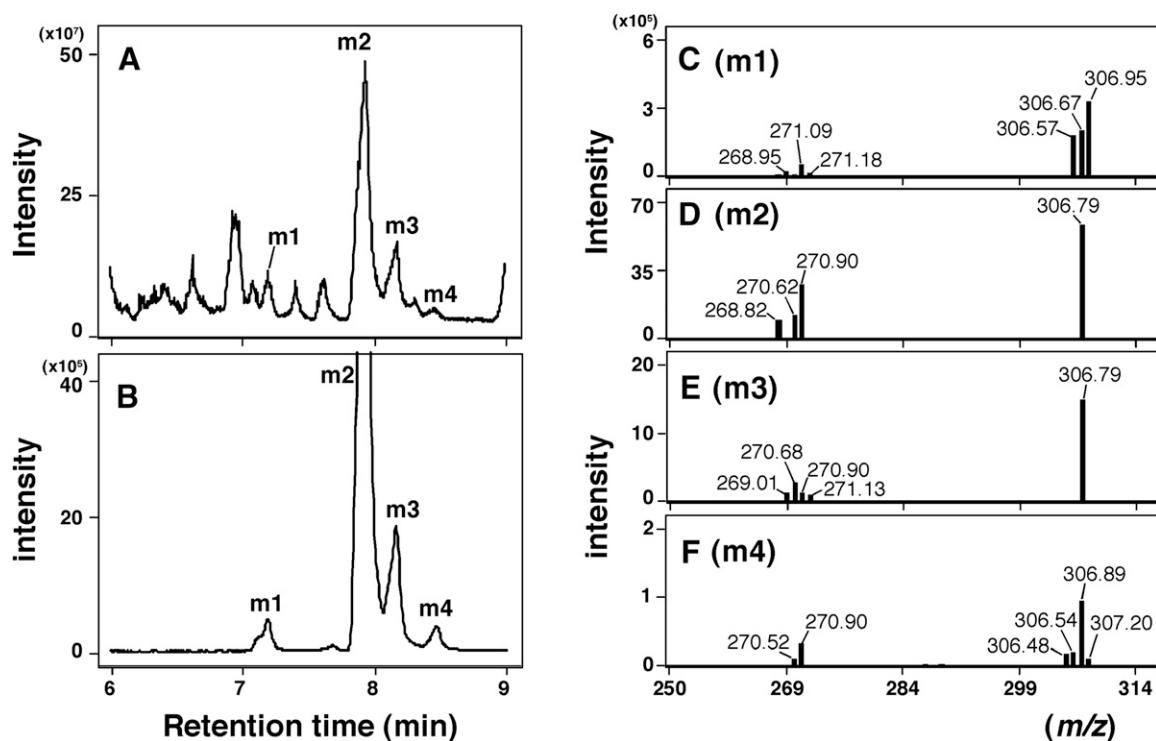 (x10⁷)
50
25
0
Intensity
A
m1
m2
m3
m4
(x10⁵)
40
20
0
intensity
B
m1
m2
m3
m4
6
7
8
9
Retention time (min)
(x10⁵)
6
3
0
Intensity
C (m1)
268.95
271.09
271.18
306.57
306.67
306.95
70
35
0
D (m2)
268.82
270.62
270.90
306.79
20
10
0
intensity
E (m3)
269.01
270.68
270.90
271.13
306.79
2
1
0
F (m4)
270.52
270.90
306.48
306.54
306.89
307.20
250
269
284
299
314
(m/z)